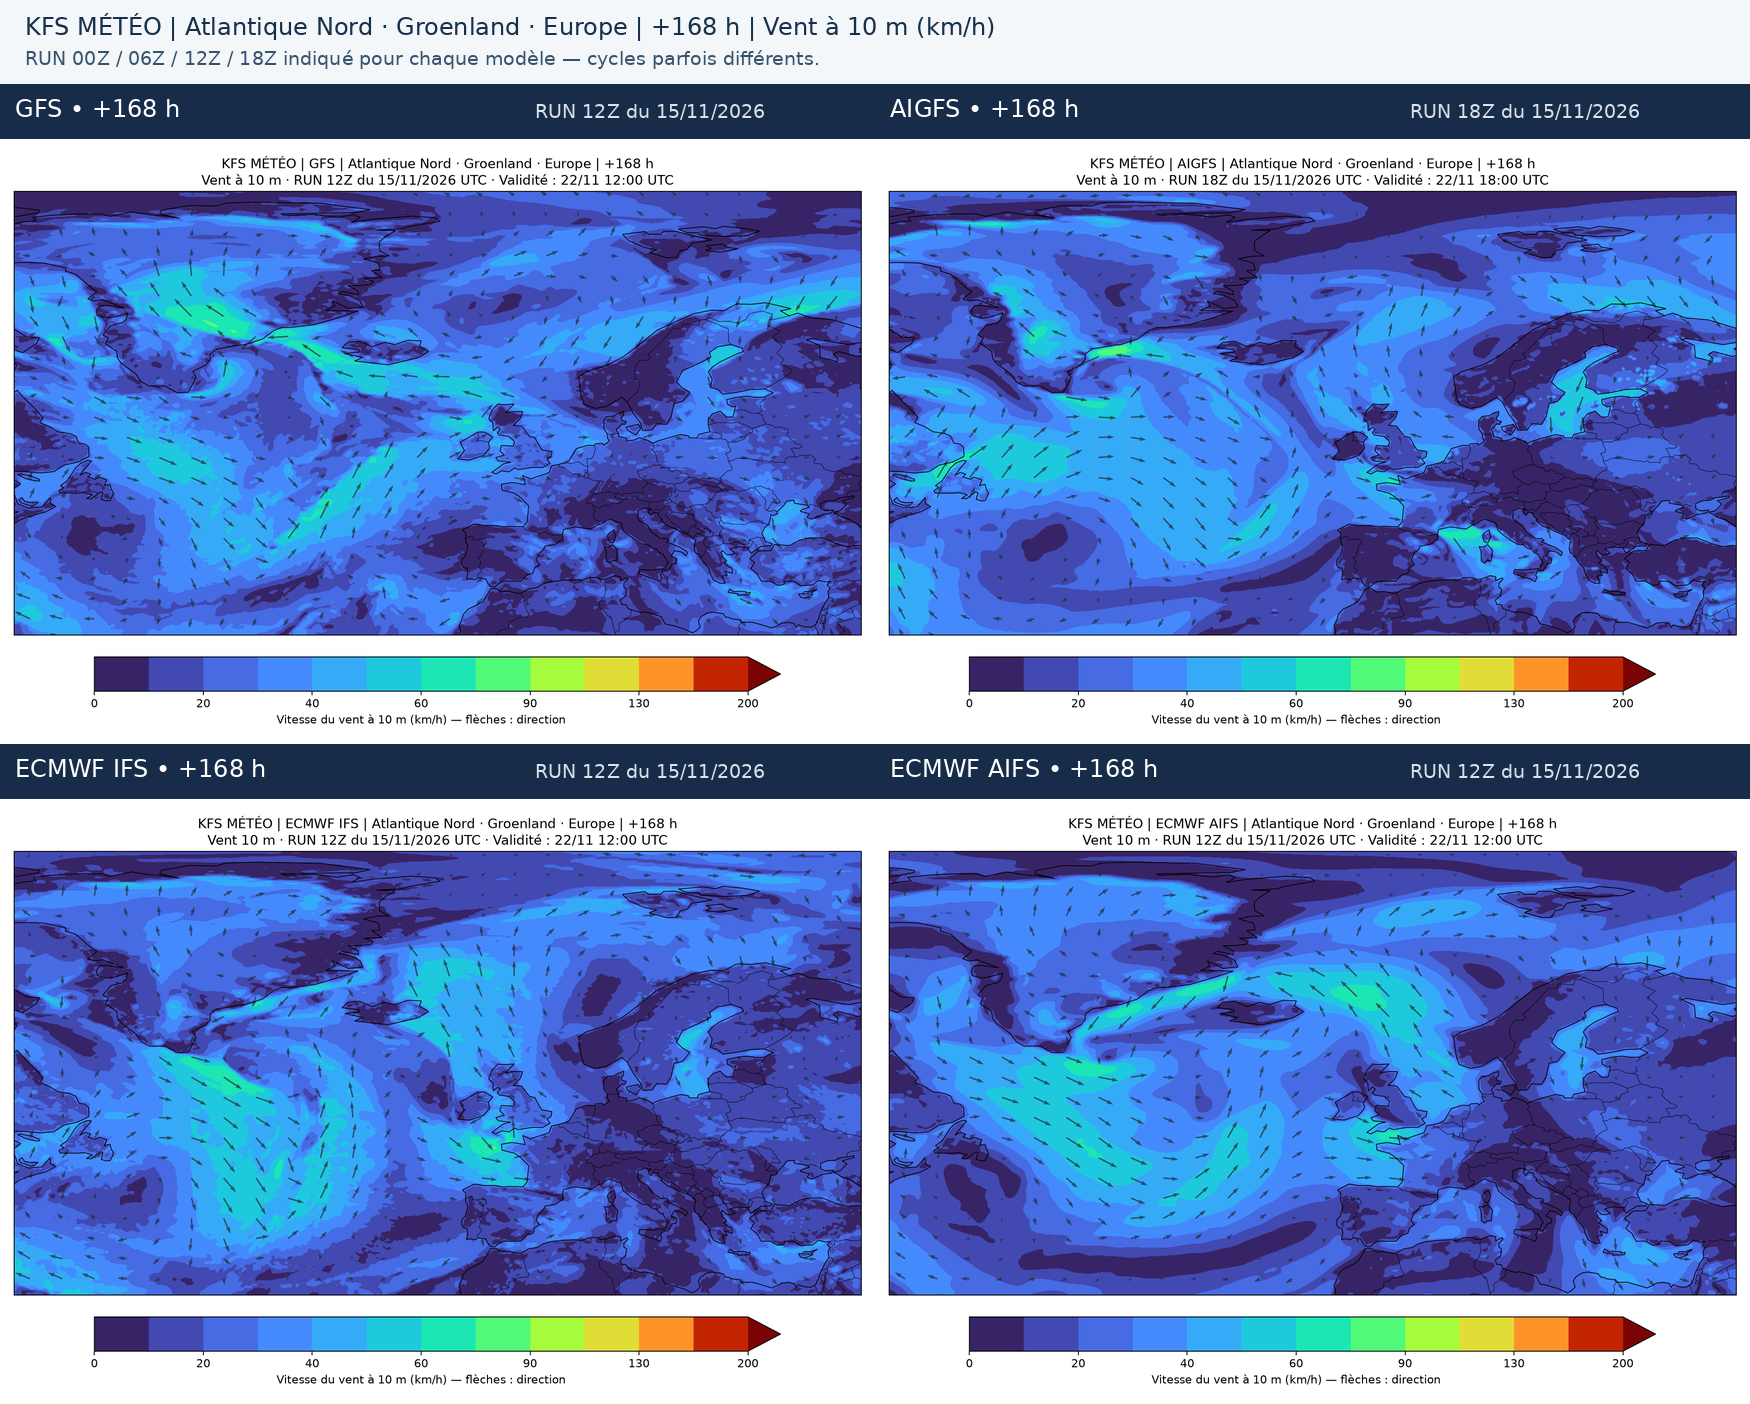 KFS MÉTÉO | Atlantique Nord · Groenland · Europe | +168 h | Vent à 10 m (km/h)
RUN 00Z / 06Z / 12Z / 18Z indiqué pour chaque modèle — cycles parfois différents.
GFS • +168 h
RUN 12Z du 15/11/2026
KFS MÉTÉO | GFS | Atlantique Nord · Groenland · Europe | +168 h
Vent à 10 m · RUN 12Z du 15/11/2026 UTC · Validité : 22/11 12:00 UTC
0 20 40 60 90 130 200
Vitesse du vent à 10 m (km/h) — flèches : direction
AIGFS • +168 h
RUN 18Z du 15/11/2026
KFS MÉTÉO | AIGFS | Atlantique Nord · Groenland · Europe | +168 h
Vent à 10 m · RUN 18Z du 15/11/2026 UTC · Validité : 22/11 18:00 UTC
0 20 40 60 90 130 200
Vitesse du vent à 10 m (km/h) — flèches : direction
ECMWF IFS • +168 h
RUN 12Z du 15/11/2026
KFS MÉTÉO | ECMWF IFS | Atlantique Nord · Groenland · Europe | +168 h
Vent 10 m · RUN 12Z du 15/11/2026 UTC · Validité : 22/11 12:00 UTC
0 20 40 60 90 130 200
Vitesse du vent à 10 m (km/h) — flèches : direction
ECMWF AIFS • +168 h
RUN 12Z du 15/11/2026
KFS MÉTÉO | ECMWF AIFS | Atlantique Nord · Groenland · Europe | +168 h
Vent 10 m · RUN 12Z du 15/11/2026 UTC · Validité : 22/11 12:00 UTC
0 20 40 60 90 130 200
Vitesse du vent à 10 m (km/h) — flèches : direction